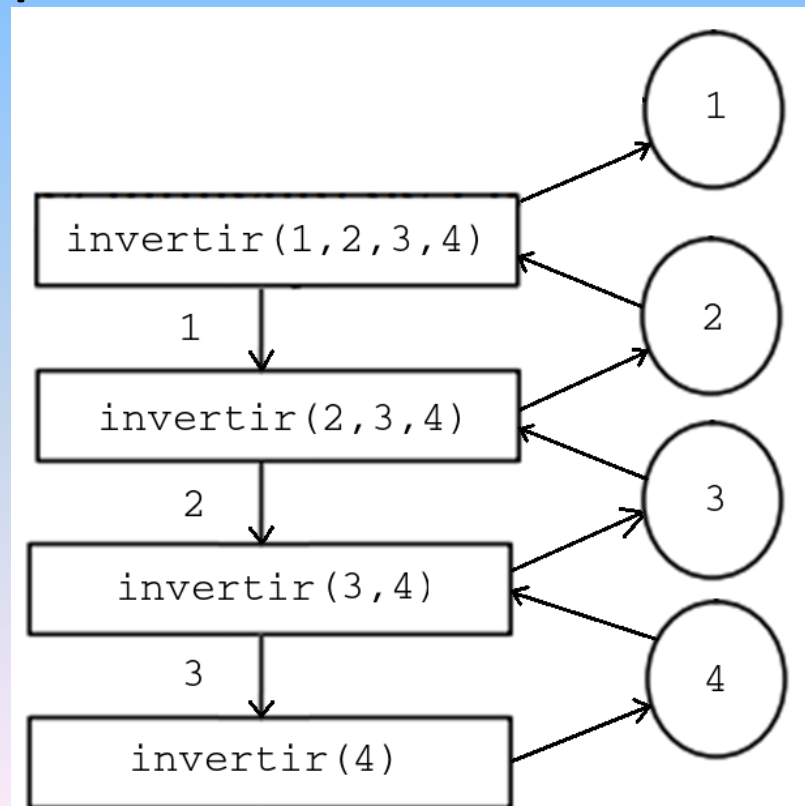 1
invertir(1,2,3,4)
1
2
invertir(2,3,4)
2
3
invertir(3,4)
3
4
invertir(4)